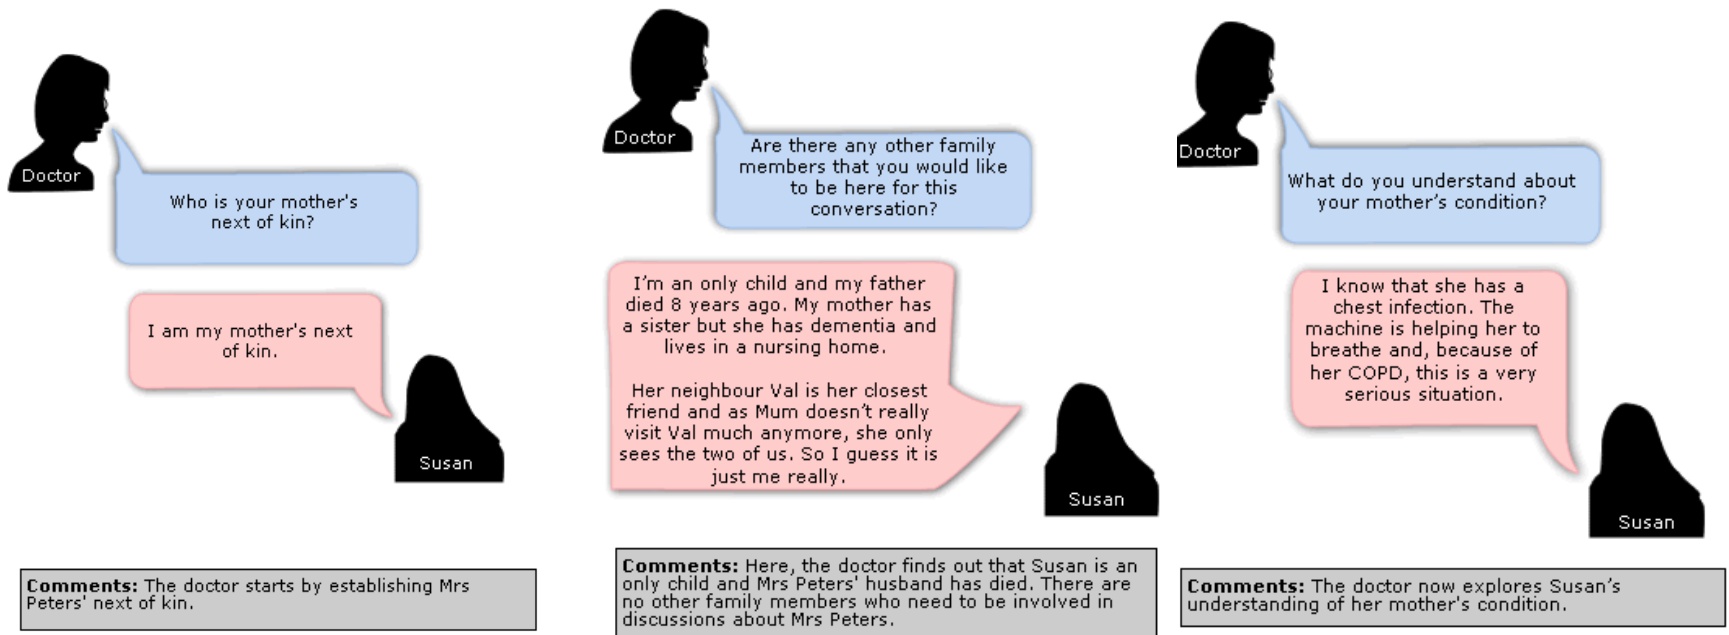 Doctor
Who is your mother's
next of kin?
I am my mother's next
of kin.
Susan
Comments: The doctor starts by establishing Mrs
Peters' next of kin.
Doctor
Are there any other family
members that you would like
to be here for this
conversation?
I’m an only child and my father
died 8 years ago. My mother has
a sister but she has dementia and
lives in a nursing home.
Her neighbour Val is her closest
friend and as Mum doesn’t really
visit Val much anymore, she only
sees the two of us. So I guess it is
just me really.
Susan
Comments: Here, the doctor finds out that Susan is an
only child and Mrs Peters' husband has died. There are
no other family members who need to be involved in
discussions about Mrs Peters.
Doctor
What do you understand about
your mother’s condition?
I know that she has a
chest infection. The
machine is helping her to
breathe and, because of
her COPD, this is a very
serious situation.
Susan
Comments: The doctor now explores Susan’s
understanding of her mother's condition.